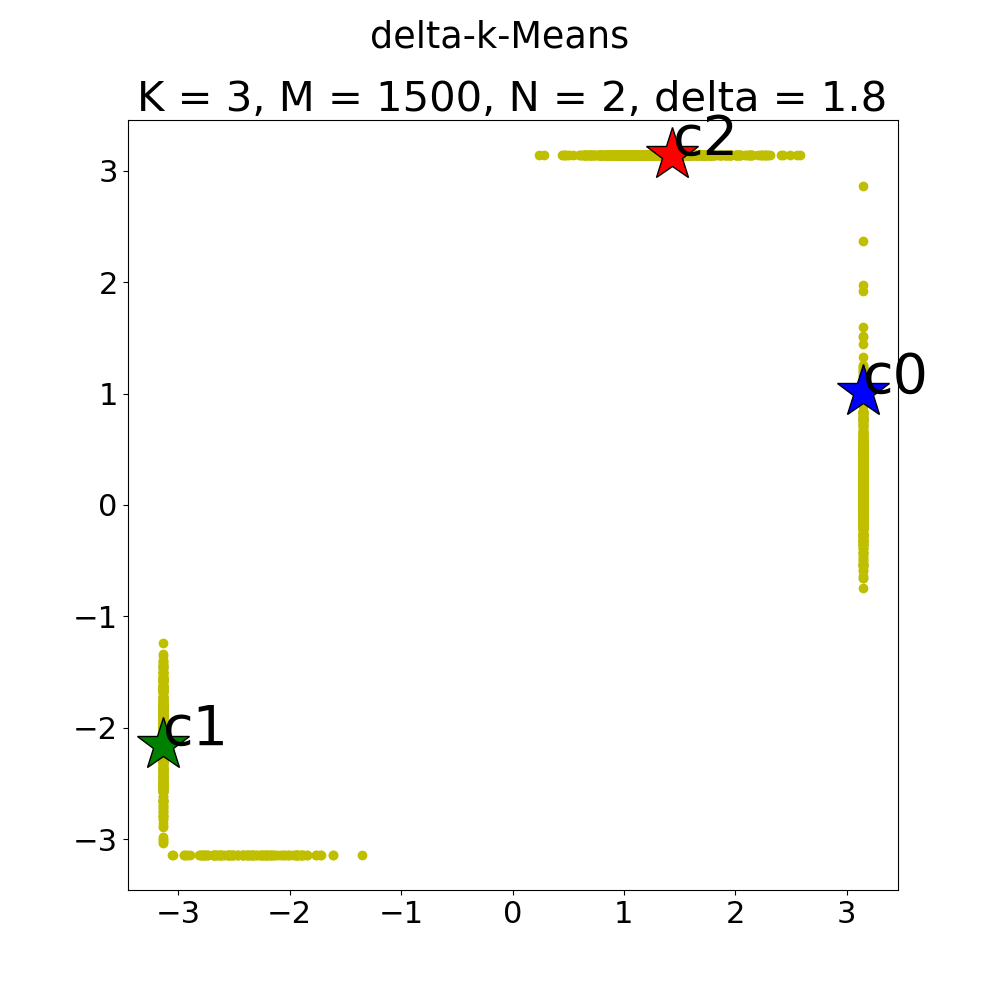 delta-k-Means
K = 3, M = 1500, N = 2, delta = 1.8
c2
3
2
c0
1
0
−1
c1
−2
−3
−3 −2 −1 0 1 2 3